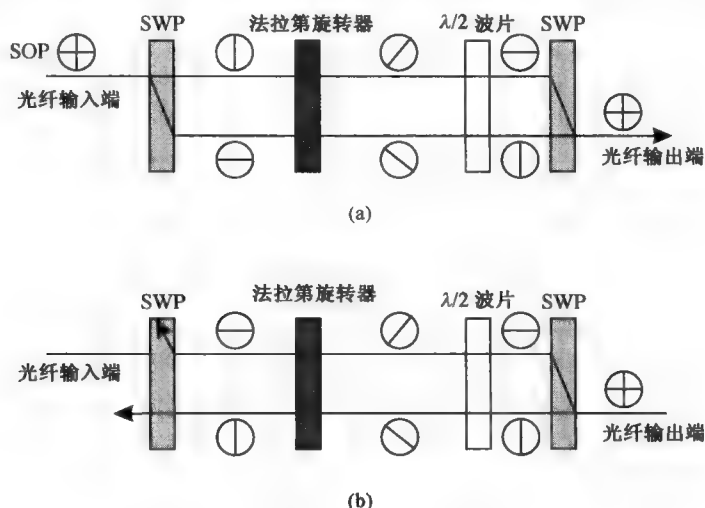 SWP 法拉第旋转器 λ/2 波片 SWP
SOP
光纤输入端
光纤输出端
(a)
SWP 法拉第旋转器 λ/2 波片 SWP
光纤输入端
光纤输出端
(b)